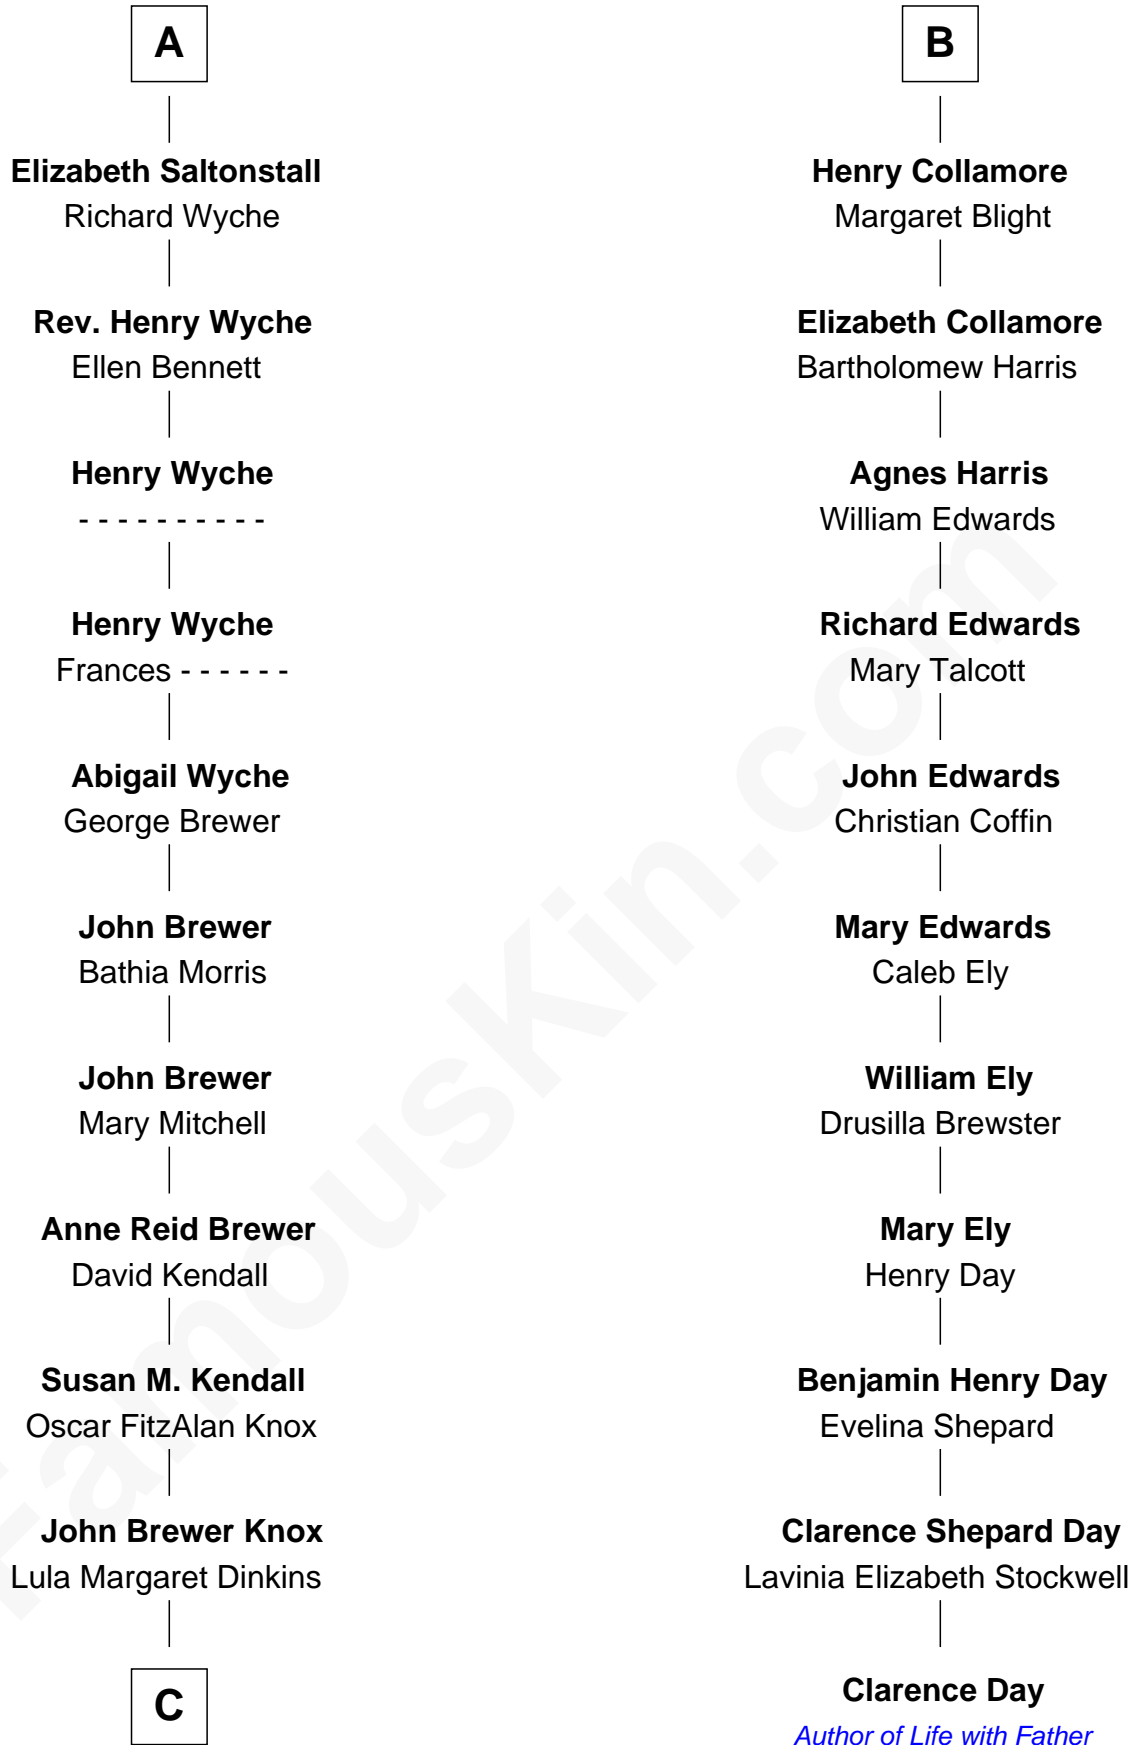 A
Elizabeth Saltonstall
Richard Wyche
Rev. Henry Wyche
Ellen Bennett
Henry Wyche
- - - - - - - - - -
Henry Wyche
Frances - - - - - -
Abigail Wyche
George Brewer
John Brewer
Bathia Morris
John Brewer
Mary Mitchell
Anne Reid Brewer
David Kendall
Susan M. Kendall
Oscar FitzAlan Knox
John Brewer Knox
Lula Margaret Dinkins
C
B
Henry Collamore
Margaret Blight
Elizabeth Collamore
Bartholomew Harris
Agnes Harris
William Edwards
Richard Edwards
Mary Talcott
John Edwards
Christian Coffin
Mary Edwards
Caleb Ely
William Ely
Drusilla Brewster
Mary Ely
Henry Day
Benjamin Henry Day
Evelina Shepard
Clarence Shepard Day
Lavinia Elizabeth Stockwell
Clarence Day
Author of Life with Father
FamousKin.com